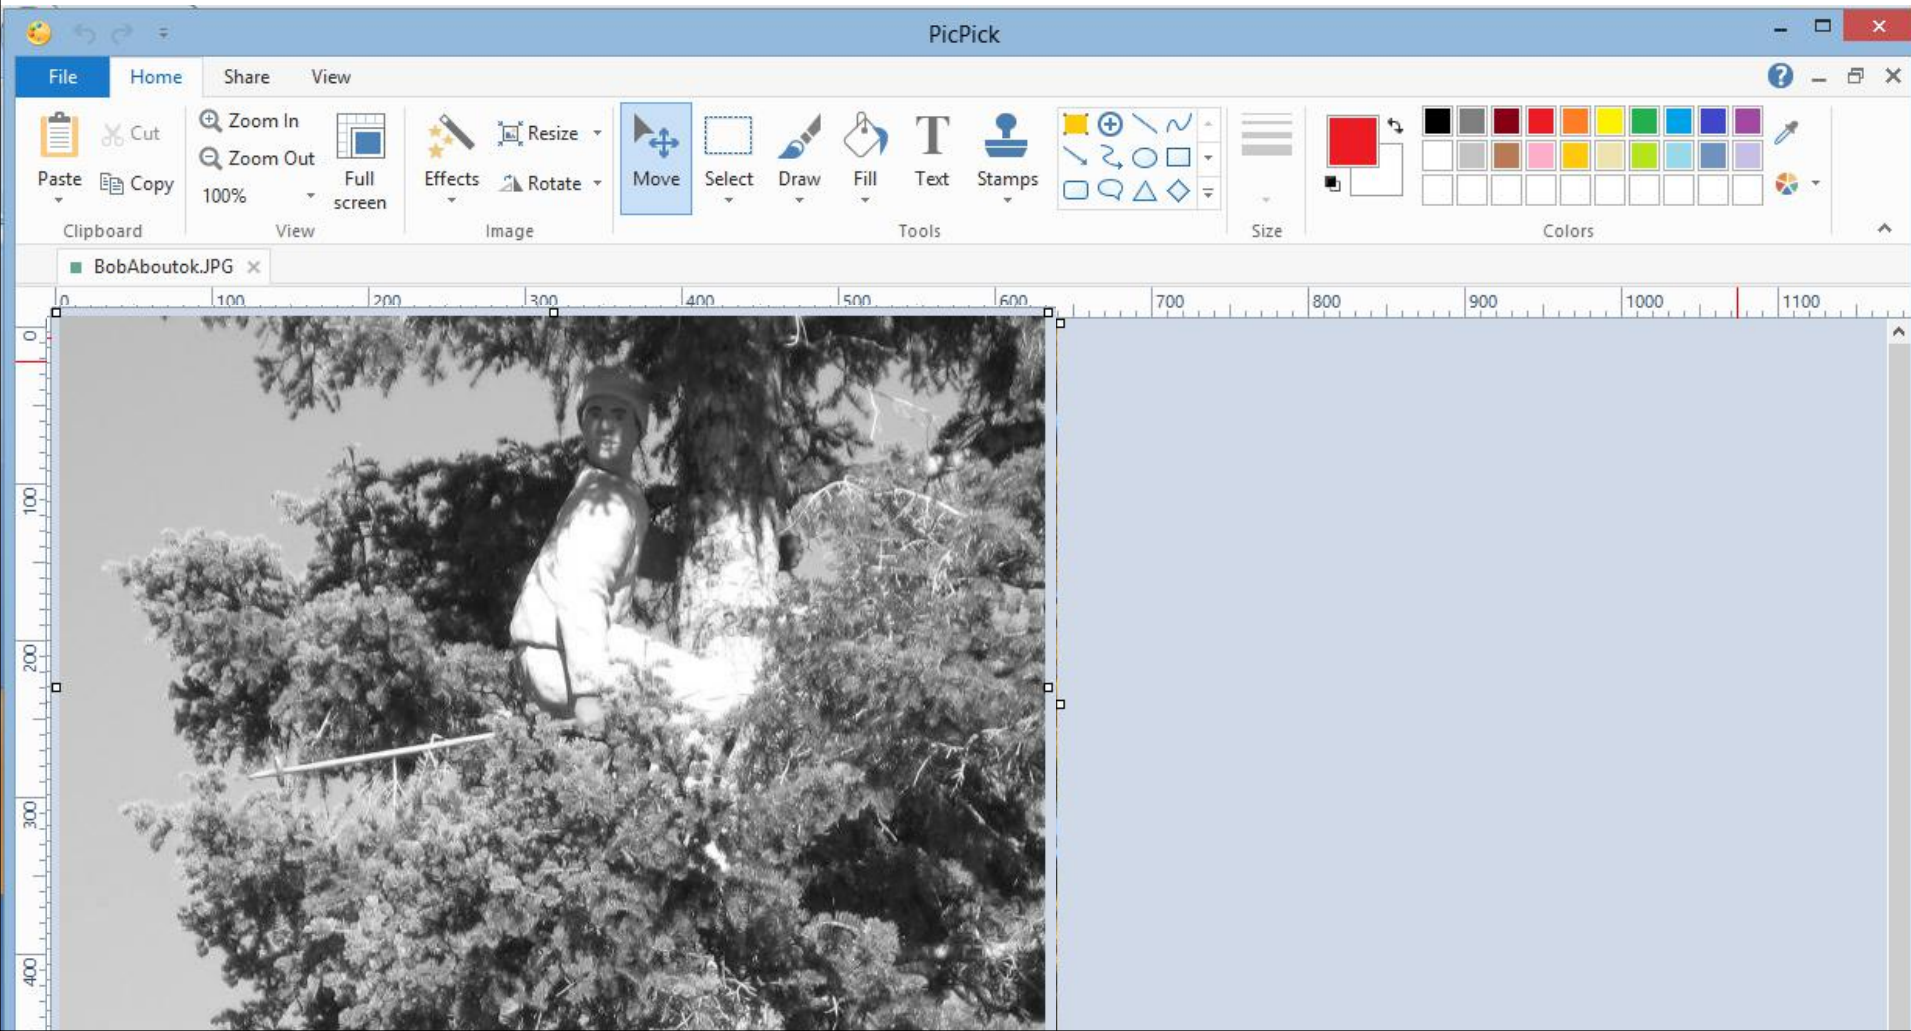 PicPick
File Home Share View
Paste Cut Copy
Zoom In
Zoom Out
100%
Full screen
Effects
Resize
Rotate
Move Select Draw Fill Text Stamps
Clipboard View Image Tools Size Colors
BobAboutok.JPG
0 100 200 300 400 500 600 700 800 900 1000 1100
0
100
200
300
400